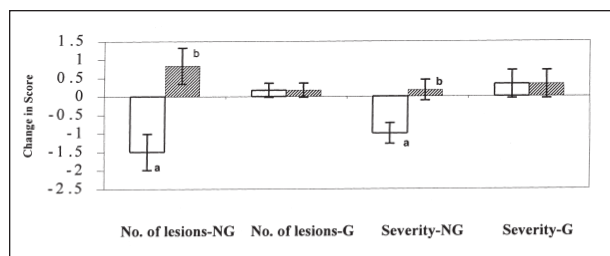 Change in Score
1.5
1
0.5
0
-0.5
-1
-1.5
-2
-2.5
b
a
b
a
No. of lesions-NG No. of lesions-G Severity-NG Severity-G